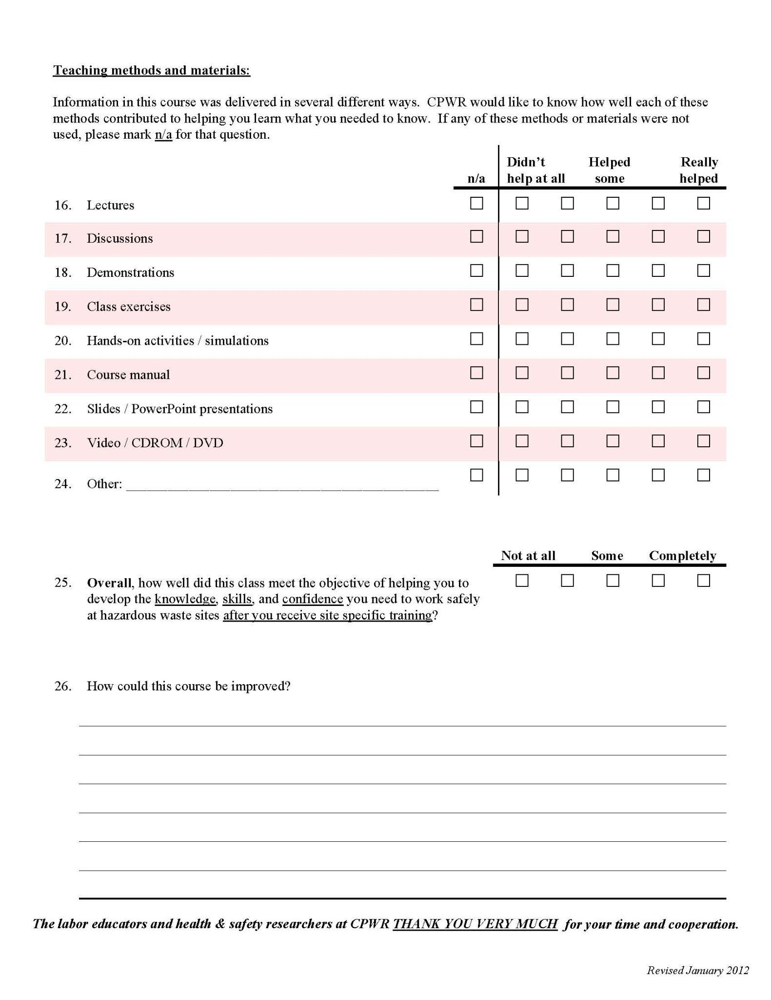 Teaching methods and materials:
Information in this course was delivered in several different ways.  CPWR would like to know how well each of these
methods contributed to helping you learn what you needed to know.  If any of these methods or materials were not
used, please mark n/a for that question.
Didn't Helped Really
n/a help at all some helped
16. Lectures
17. Discussions
18. Demonstrations
19. Class exercises
20. Hands-on activities / simulations
21. Course manual
22. Slides / PowerPoint presentations
23. Video / CDROM / DVD
24. Other: ______________________________________________
Not at all Some Completely
25. Overall, how well did this class meet the objective of helping you to
develop the knowledge, skills, and confidence you need to work safely
at hazardous waste sites after you receive site specific training?
26. How could this course be improved?
The labor educators and health & safety researchers at CPWR THANK YOU VERY MUCH for your time and cooperation.
Revised January 2012